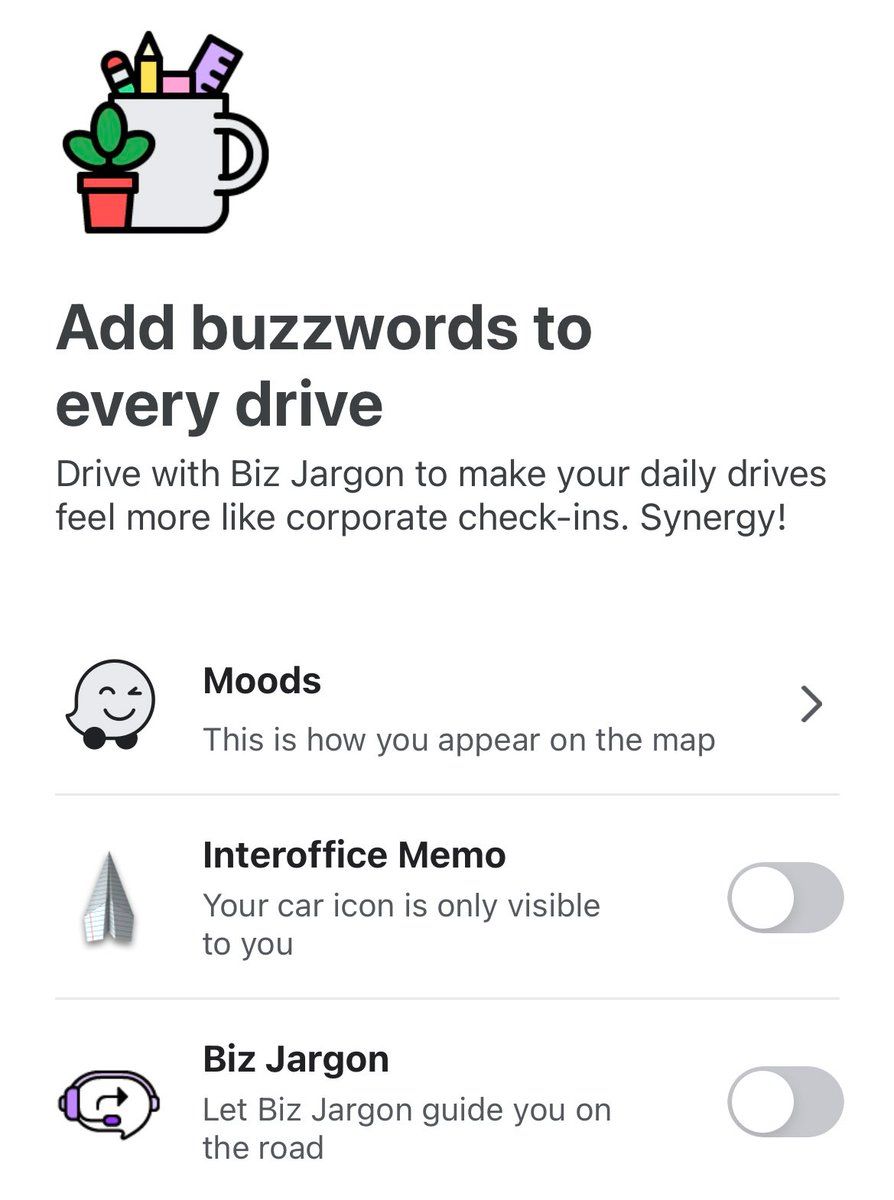 Add buzzwords to
every drive
Drive with Biz Jargon to make your daily drives
feel more like corporate check-ins. Synergy!
Moods
This is how you appear on the map
Interoffice Memo
Your car icon is only visible
to you
Biz Jargon
Let Biz Jargon guide you on
the road